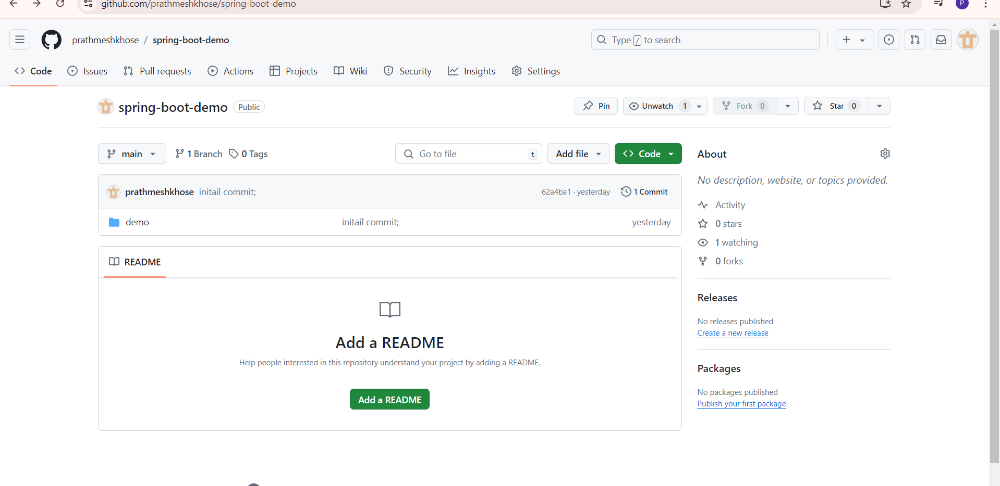 github.com/prathmeshkhose/spring-boot-demo
P
prathmeshkhose / spring-boot-demo
Type / to search
Code Issues Pull requests Actions Projects Wiki Security Insights Settings
spring-boot-demo Public
Pin Unwatch 1 Fork 0 Star 0
main 1 Branch 0 Tags Go to file t Add file Code
prathmeshkhose initail commit; 62a4ba1 · yesterday 1 Commit
demo initail commit; yesterday
README
Add a README
Help people interested in this repository understand your project by adding a README.
Add a README
About
No description, website, or topics provided.
Activity
0 stars
1 watching
0 forks
Releases
No releases published
Create a new release
Packages
No packages published
Publish your first package